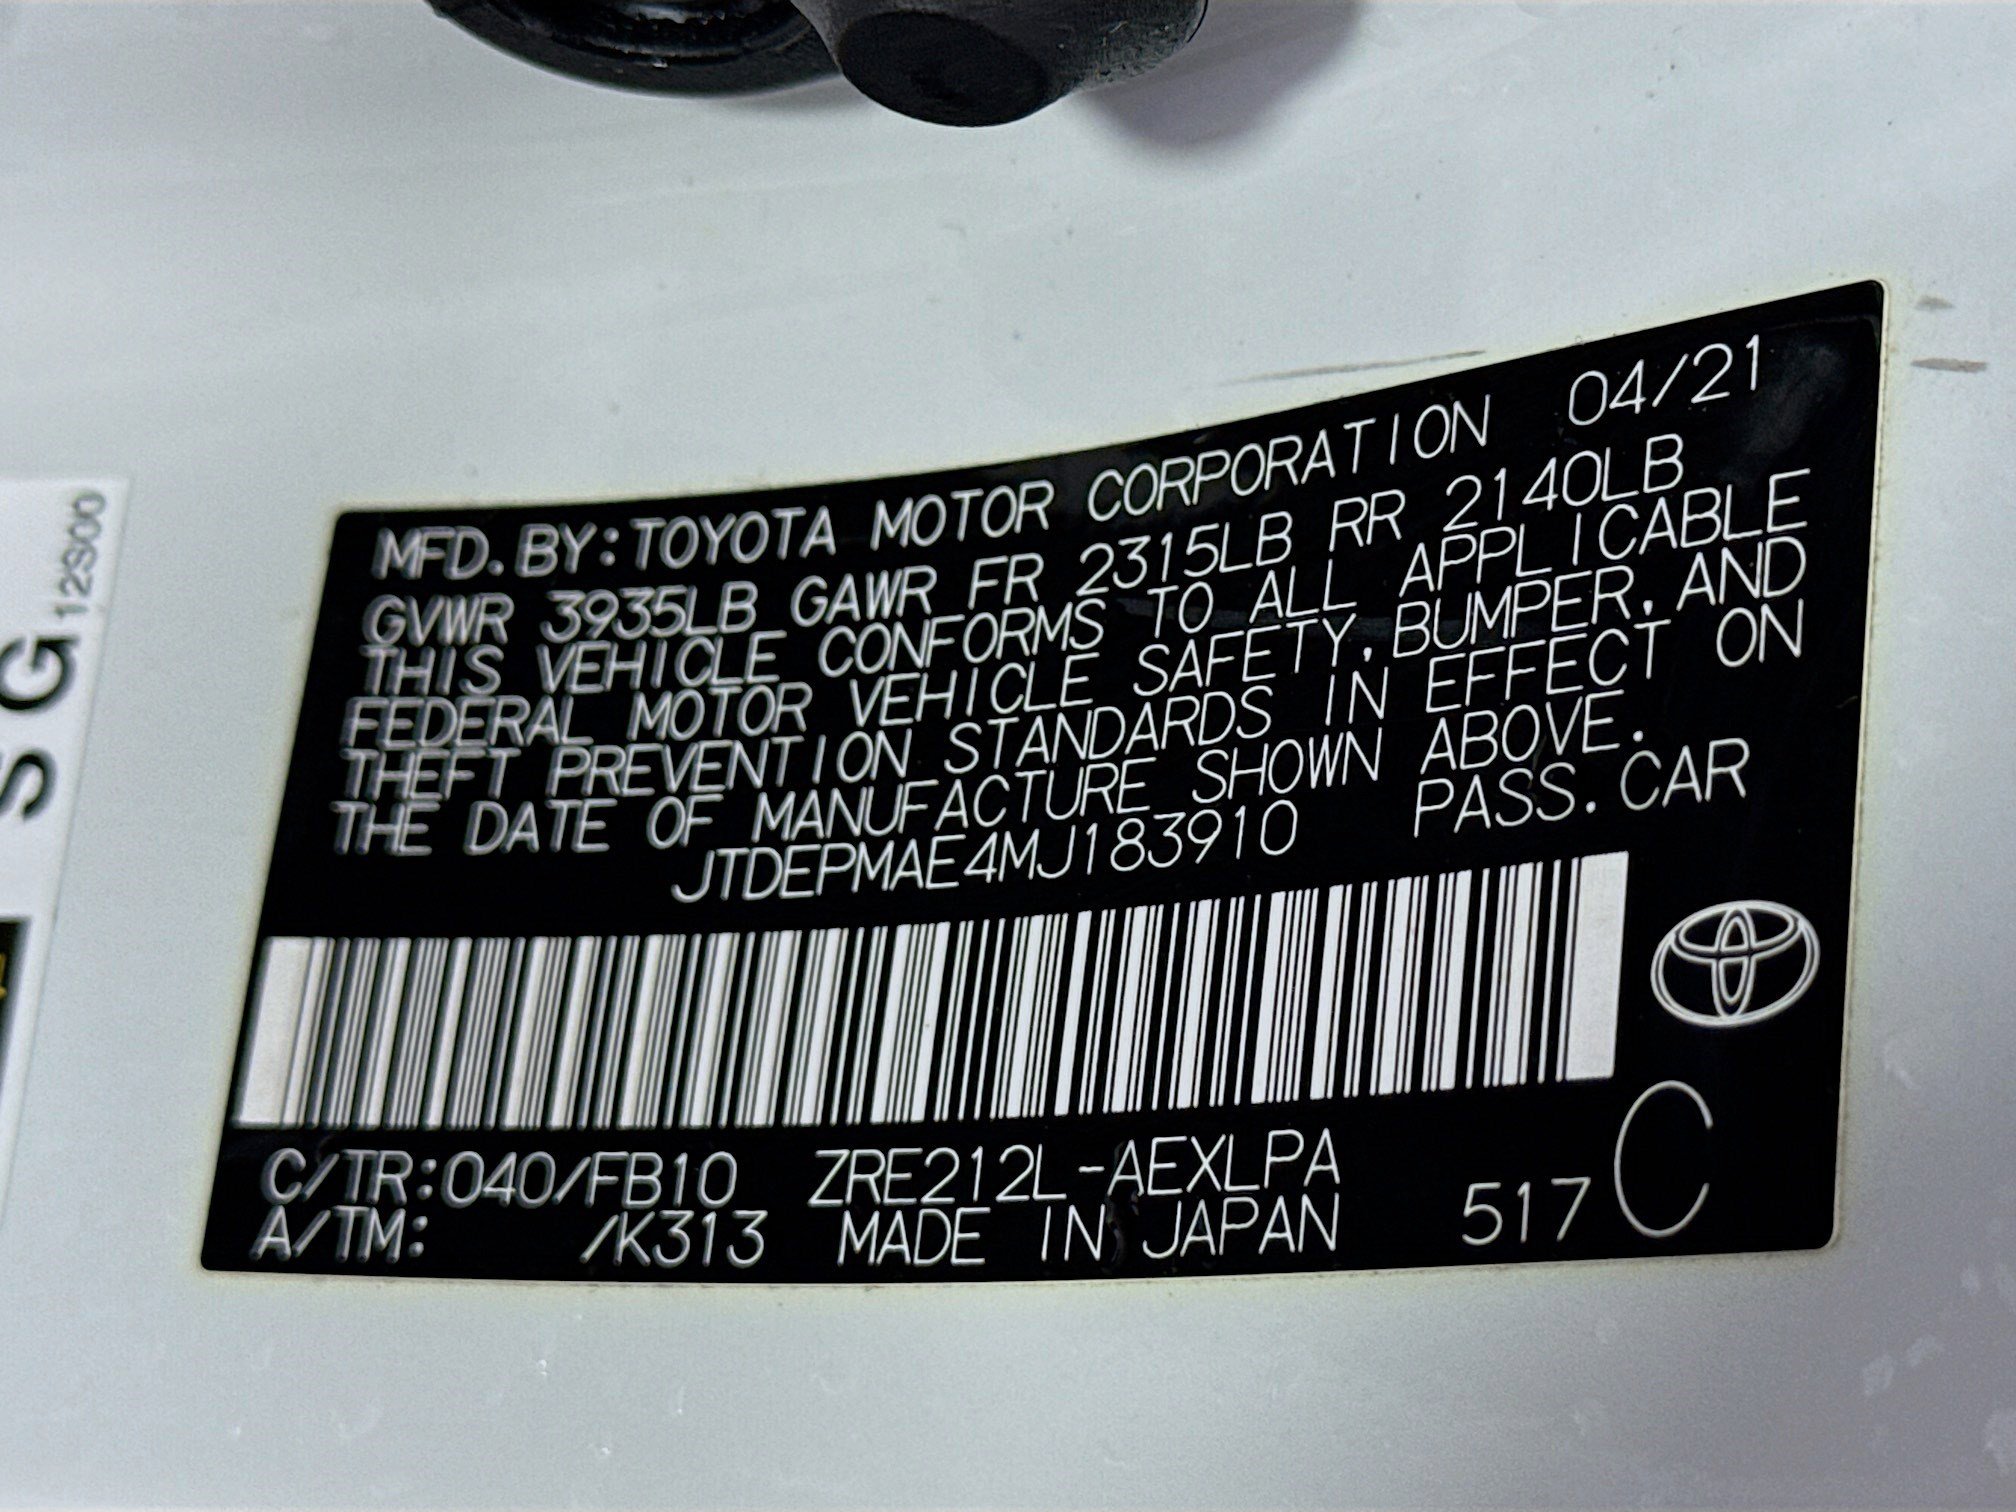 MFD. BY: TOYOTA MOTOR CORPORATION 04/21
GVWR 3935LB GAWR FR 2315LB RR 2140LB
THIS VEHICLE CONFORMS TO ALL APPLICABLE
FEDERAL MOTOR VEHICLE SAFETY, BUMPER, AND
THEFT PREVENTION STANDARDS IN EFFECT ON
THE DATE OF MANUFACTURE SHOWN ABOVE.
JTDEPMAE4MJ183910 PASS. CAR
C/TR:040/FB10 ZRE212L-AEXLPA
A/TM: /K313 MADE IN JAPAN 517 C
S G
12S00